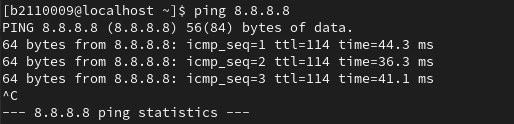 [b2110009@localhost ~]$ ping 8.8.8.8
PING 8.8.8.8 (8.8.8.8) 56(84) bytes of data.
64 bytes from 8.8.8.8: icmp_seq=1 ttl=114 time=44.3 ms
64 bytes from 8.8.8.8: icmp_seq=2 ttl=114 time=36.3 ms
64 bytes from 8.8.8.8: icmp_seq=3 ttl=114 time=41.1 ms
^C
--- 8.8.8.8 ping statistics ---